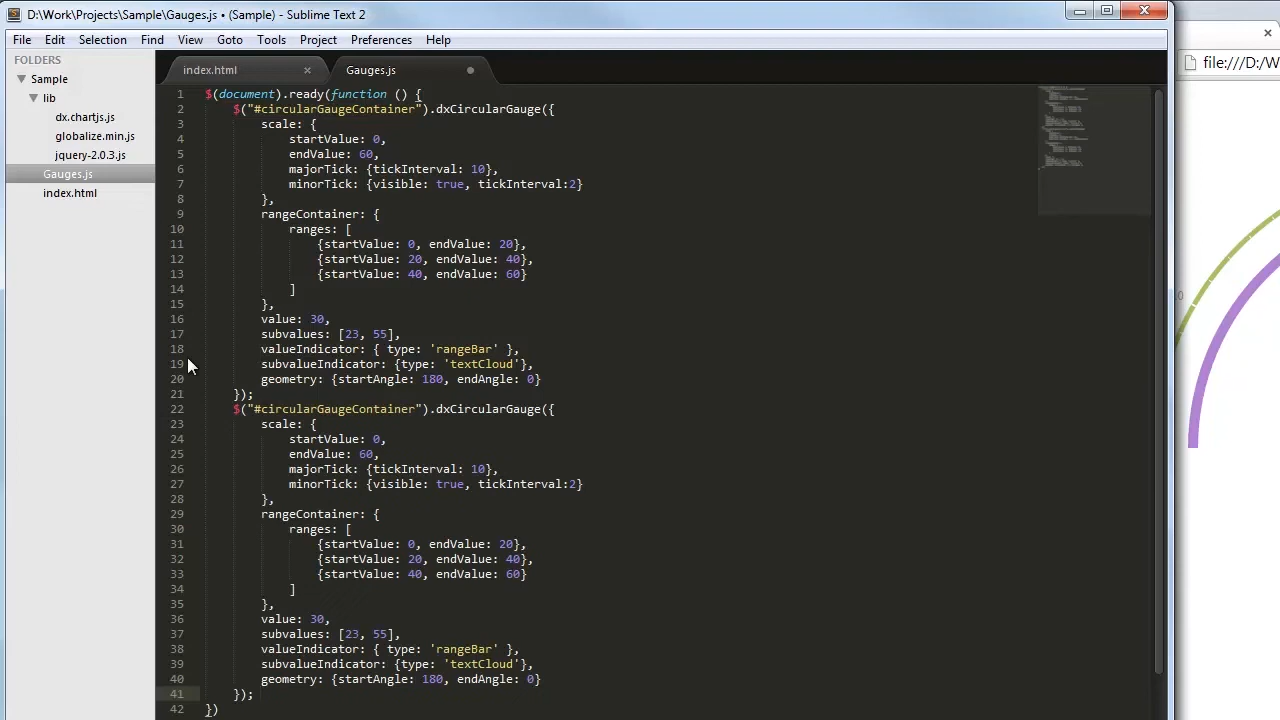 D:\Work\Projects\Sample\Gauges.js • (Sample) - Sublime Text 2
File Edit Selection Find View Goto Tools Project Preferences Help
file:///D:/W
FOLDERS
Sample
lib
dx.chartjs.js
globalize.min.js
jquery-2.0.3.js
Gauges.js
index.html
index.html × Gauges.js
1 $(document).ready(function () {
2 $("#circularGaugeContainer").dxCircularGauge({
3 scale: {
4 startValue: 0,
5 endValue: 60,
6 majorTick: {tickInterval: 10},
7 minorTick: {visible: true, tickInterval:2}
8 },
9 rangeContainer: {
10 ranges: [
11 {startValue: 0, endValue: 20},
12 {startValue: 20, endValue: 40},
13 {startValue: 40, endValue: 60}
14 ]
15 },
16 value: 30,
17 subvalues: [23, 55],
18 valueIndicator: { type: 'rangeBar' },
19 subvalueIndicator: {type: 'textCloud'},
20 geometry: {startAngle: 180, endAngle: 0}
21 });
22 $("#circularGaugeContainer").dxCircularGauge({
23 scale: {
24 startValue: 0,
25 endValue: 60,
26 majorTick: {tickInterval: 10},
27 minorTick: {visible: true, tickInterval:2}
28 },
29 rangeContainer: {
30 ranges: [
31 {startValue: 0, endValue: 20},
32 {startValue: 20, endValue: 40},
33 {startValue: 40, endValue: 60}
34 ]
35 },
36 value: 30,
37 subvalues: [23, 55],
38 valueIndicator: { type: 'rangeBar' },
39 subvalueIndicator: {type: 'textCloud'},
40 geometry: {startAngle: 180, endAngle: 0}
41 });
42 })